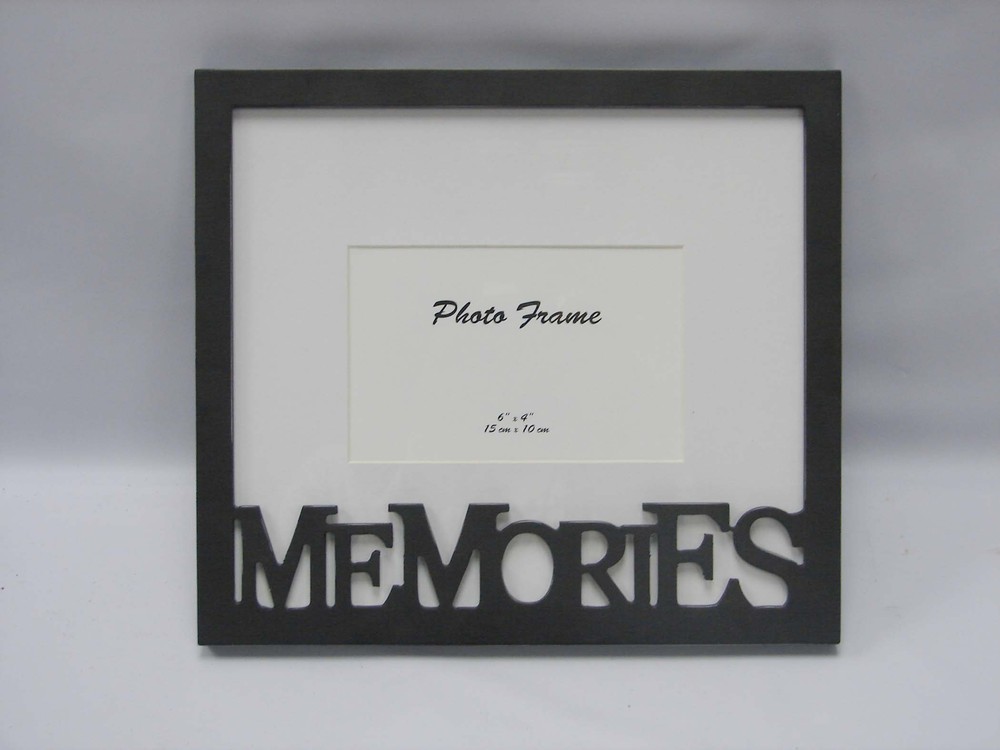 Photo Frame
6" x 4"
15 cm x 10 cm
MEMORIES